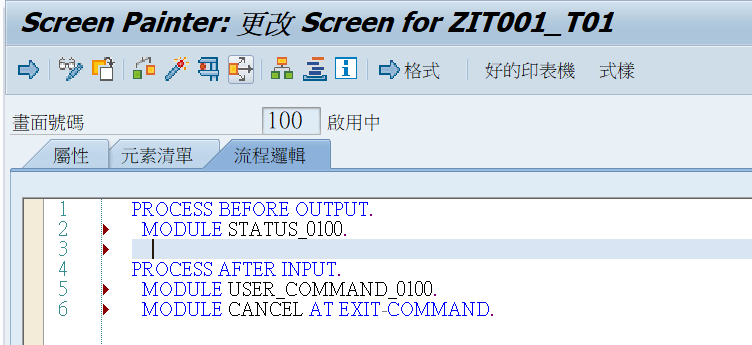 Screen Painter: 更改 Screen for ZIT001_T01
格式 好的印表機 式樣
畫面號碼 100 啟用中
屬性 元素清單 流程邏輯
1 PROCESS BEFORE OUTPUT.
2 MODULE STATUS_0100.
3
4 PROCESS AFTER INPUT.
5 MODULE USER_COMMAND_0100.
6 MODULE CANCEL AT EXIT-COMMAND.